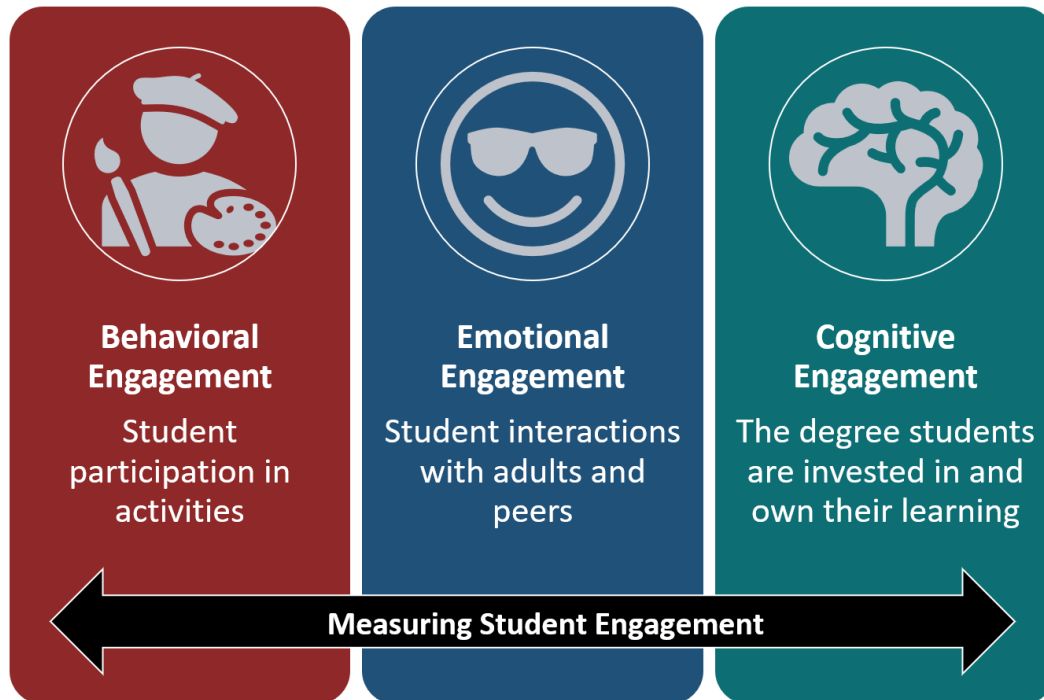 Behavioral
Engagement
Student
participation in
activities
Emotional
Engagement
Student interactions
with adults and
peers
Cognitive
Engagement
The degree students
are invested in and
own their learning
Measuring Student Engagement